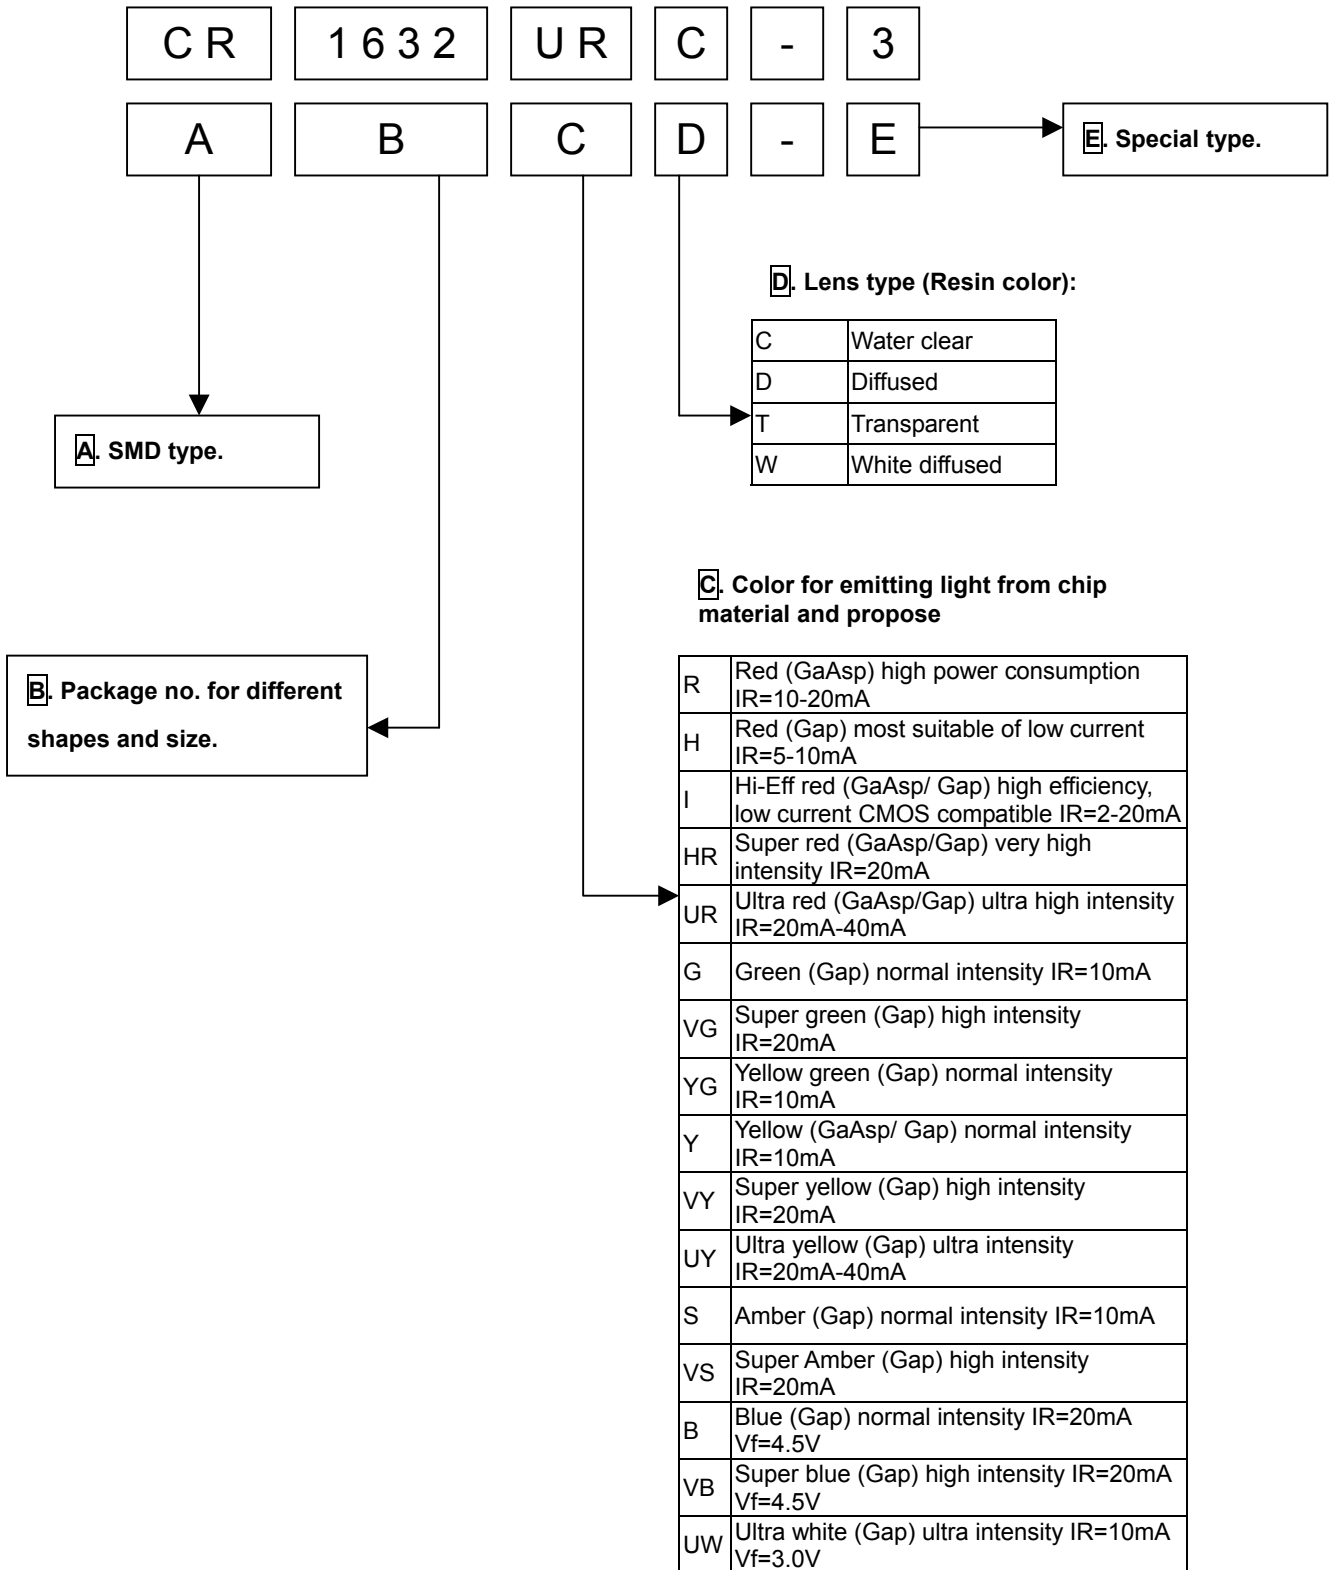 C R 1 6 3 2 U R C - 3
A B C D - E
E. Special type.
D. Lens type (Resin color):
C Water clear
D Diffused
T Transparent
W White diffused
A. SMD type.
C. Color for emitting light from chip
material and propose
B. Package no. for different
shapes and size.
R Red (GaAsp) high power consumption
IR=10-20mA
H Red (Gap) most suitable of low current
IR=5-10mA
I Hi-Eff red (GaAsp/ Gap) high efficiency,
low current CMOS compatible IR=2-20mA
HR Super red (GaAsp/Gap) very high
intensity IR=20mA
UR Ultra red (GaAsp/Gap) ultra high intensity
IR=20mA-40mA
G Green (Gap) normal intensity IR=10mA
VG Super green (Gap) high intensity
IR=20mA
YG Yellow green (Gap) normal intensity
IR=10mA
Y Yellow (GaAsp/ Gap) normal intensity
IR=10mA
VY Super yellow (Gap) high intensity
IR=20mA
UY Ultra yellow (Gap) ultra intensity
IR=20mA-40mA
S Amber (Gap) normal intensity IR=10mA
VS Super Amber (Gap) high intensity
IR=20mA
B Blue (Gap) normal intensity IR=20mA
Vf=4.5V
VB Super blue (Gap) high intensity IR=20mA
Vf=4.5V
UW Ultra white (Gap) ultra intensity IR=10mA
Vf=3.0V